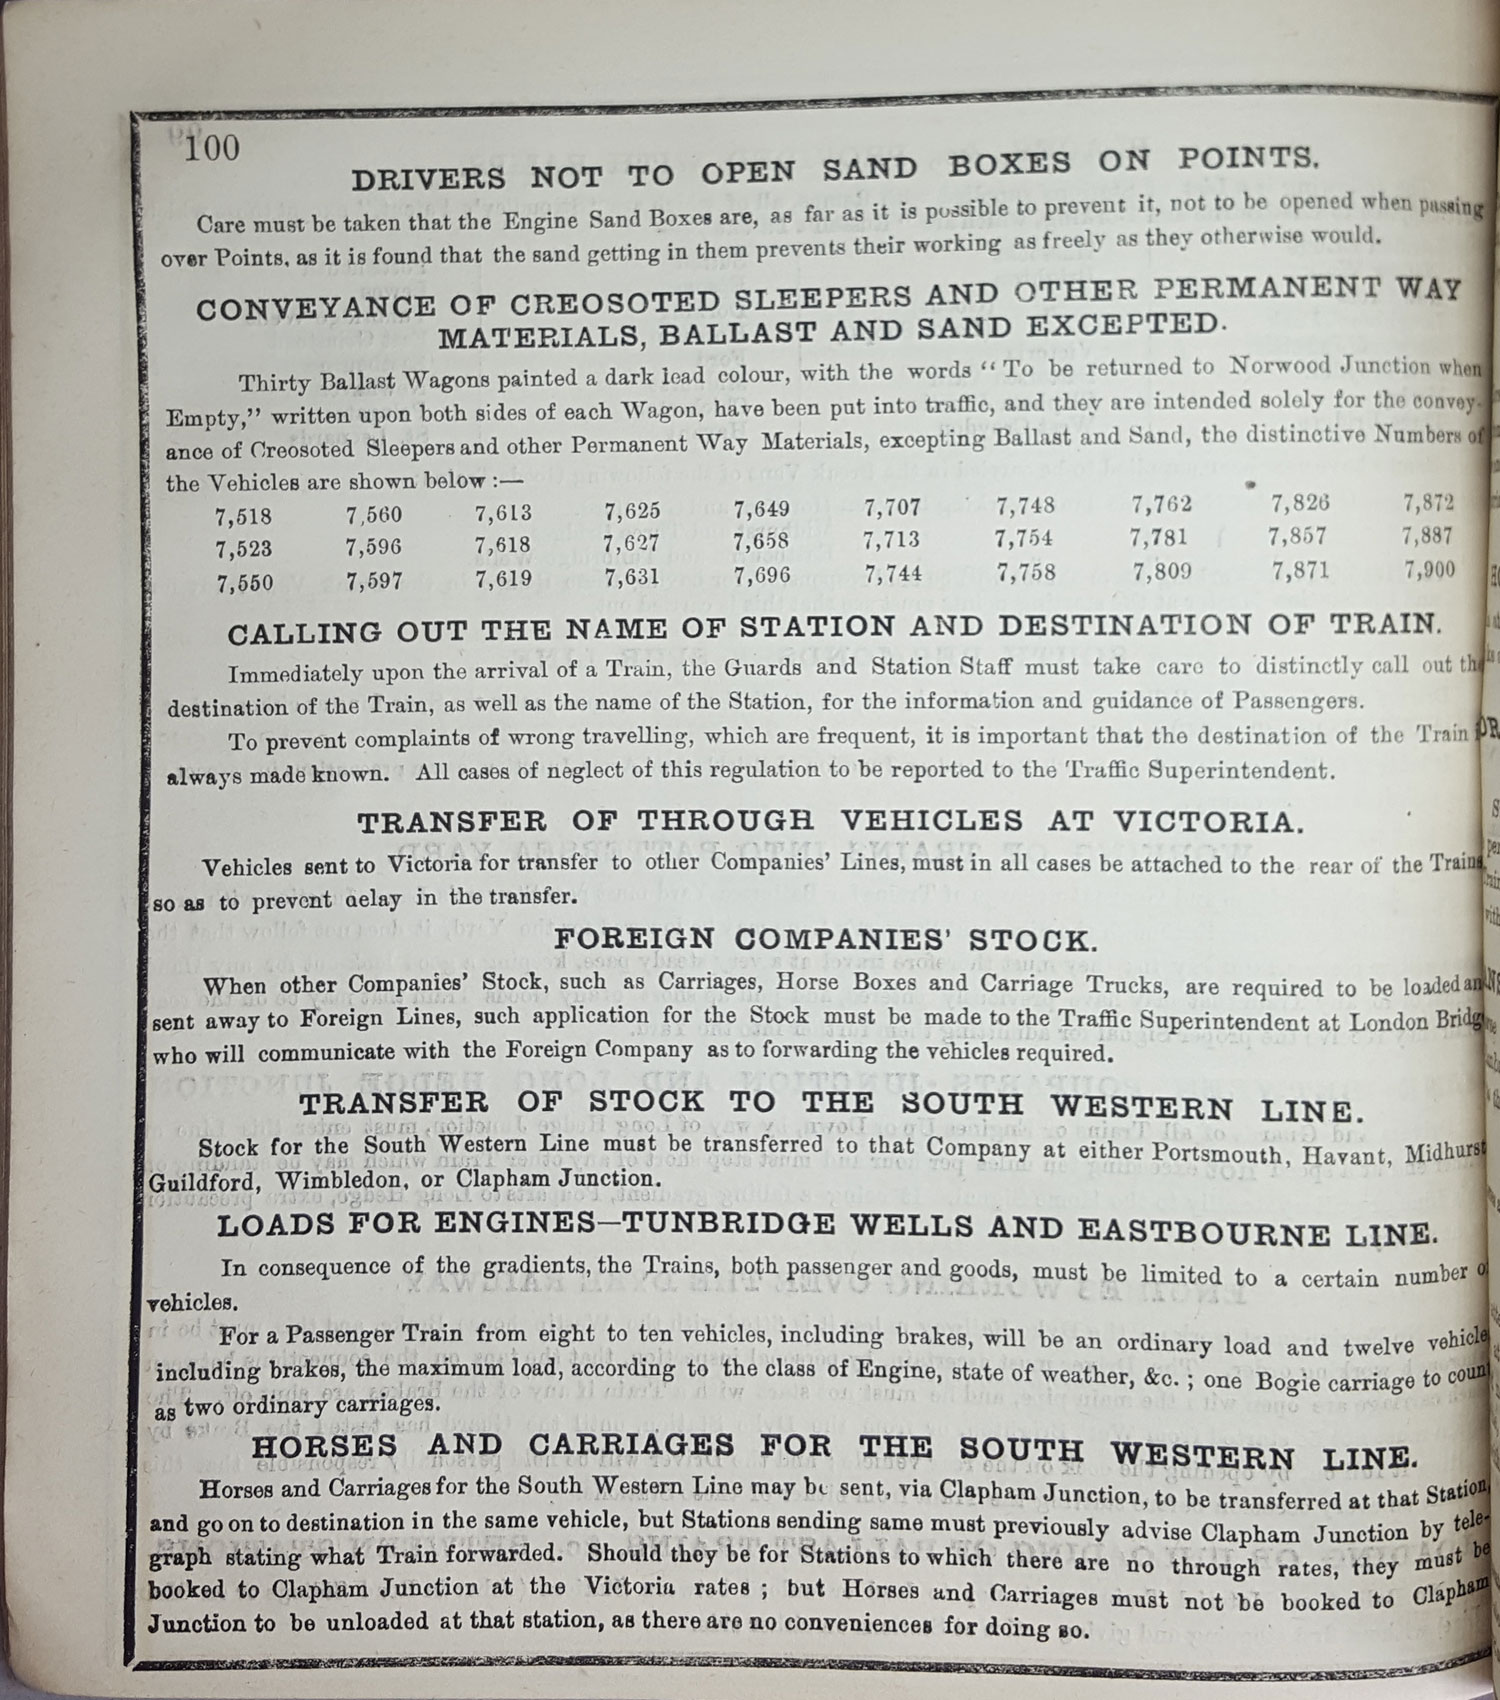 100
DRIVERS NOT TO OPEN SAND BOXES ON POINTS.
Care must be taken that the Engine Sand Boxes are, as far as it is possible to prevent it, not to be opened when passing
over Points, as it is found that the sand getting in them prevents their working as freely as they otherwise would.
CONVEYANCE OF CREOSOTED SLEEPERS AND OTHER PERMANENT WAY
MATERIALS, BALLAST AND SAND EXCEPTED.
Thirty Ballast Wagons painted a dark lead colour, with the words "To be returned to Norwood Junction when
Empty," written upon both sides of each Wagon, have been put into traffic, and they are intended solely for the convey-
ance of Creosoted Sleepers and other Permanent Way Materials, excepting Ballast and Sand, the distinctive Numbers of
the Vehicles are shown below :—
7,518 7,560 7,613 7,625 7,649 7,707 7,748 7,762 7,826 7,872
7,523 7,596 7,618 7,627 7,658 7,713 7,754 7,781 7,857 7,887
7,550 7,597 7,619 7,631 7,696 7,744 7,758 7,809 7,871 7,900
CALLING OUT THE NAME OF STATION AND DESTINATION OF TRAIN.
Immediately upon the arrival of a Train, the Guards and Station Staff must take care to distinctly call out th
destination of the Train, as well as the name of the Station, for the information and guidance of Passengers.
To prevent complaints of wrong travelling, which are frequent, it is important that the destination of the Train
always made known. All cases of neglect of this regulation to be reported to the Traffic Superintendent.
TRANSFER OF THROUGH VEHICLES AT VICTORIA.
Vehicles sent to Victoria for transfer to other Companies' Lines, must in all cases be attached to the rear of the Trains
so as to prevent delay in the transfer.
FOREIGN COMPANIES' STOCK.
When other Companies' Stock, such as Carriages, Horse Boxes and Carriage Trucks, are required to be loaded an
sent away to Foreign Lines, such application for the Stock must be made to the Traffic Superintendent at London Bridg
who will communicate with the Foreign Company as to forwarding the vehicles required.
TRANSFER OF STOCK TO THE SOUTH WESTERN LINE.
Stock for the South Western Line must be transferred to that Company at either Portsmouth, Havant, Midhurst
Guildford, Wimbledon, or Clapham Junction.
LOADS FOR ENGINES—TUNBRIDGE WELLS AND EASTBOURNE LINE.
In consequence of the gradients, the Trains, both passenger and goods, must be limited to a certain number o
vehicles.
For a Passenger Train from eight to ten vehicles, including brakes, will be an ordinary load and twelve vehicle
including brakes, the maximum load, according to the class of Engine, state of weather, &c. ; one Bogie carriage to coun
as two ordinary carriages.
HORSES AND CARRIAGES FOR THE SOUTH WESTERN LINE.
Horses and Carriages for the South Western Line may be sent, via Clapham Junction, to be transferred at that Station
and go on to destination in the same vehicle, but Stations sending same must previously advise Clapham Junction by tele-
graph stating what Train forwarded. Should they be for Stations to which there are no through rates, they must be
booked to Clapham Junction at the Victoria rates ; but Horses and Carriages must not be booked to Clapham
Junction to be unloaded at that station, as there are no conveniences for doing so.